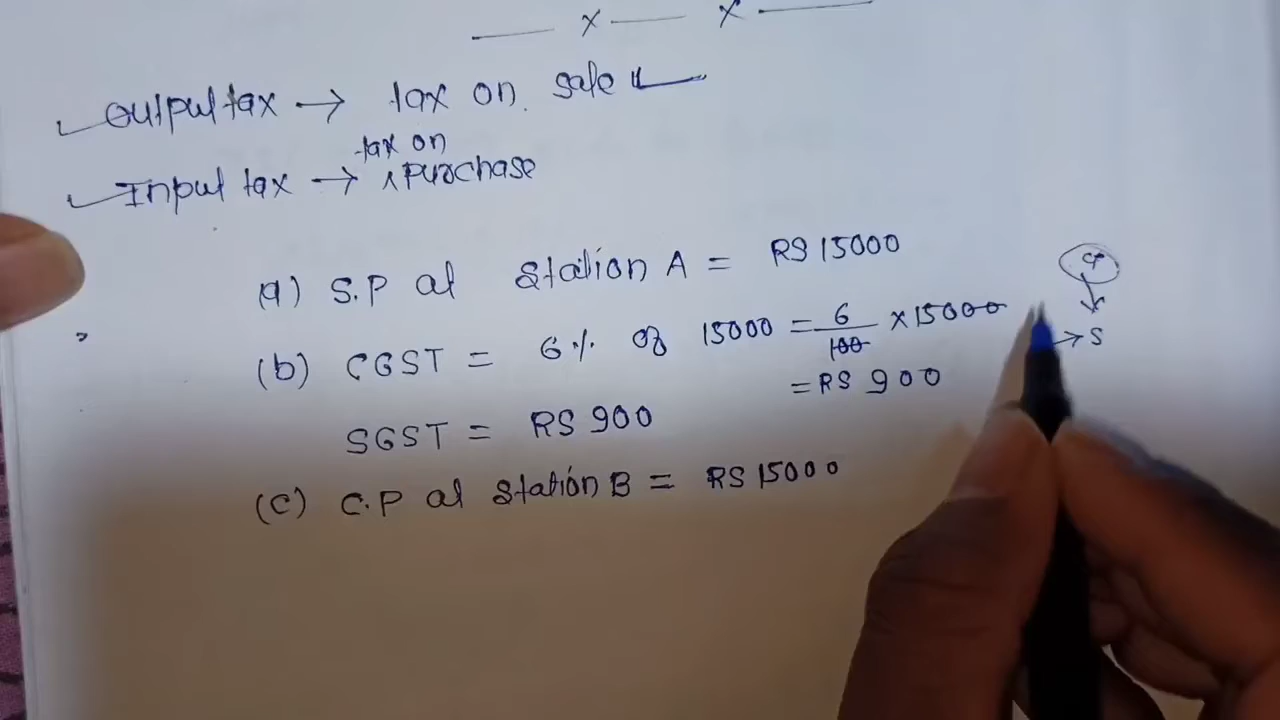 — x — x —
Output tax → tax on sale
tax on
Input tax → ^ Purchase
(a) S.P at Station A = RS 15000
(b) CGST = 6% of 15000 = 6/100 × 15000
= RS 900
SGST = RS 900
(c) C.P at Station B = RS 15000
→ S